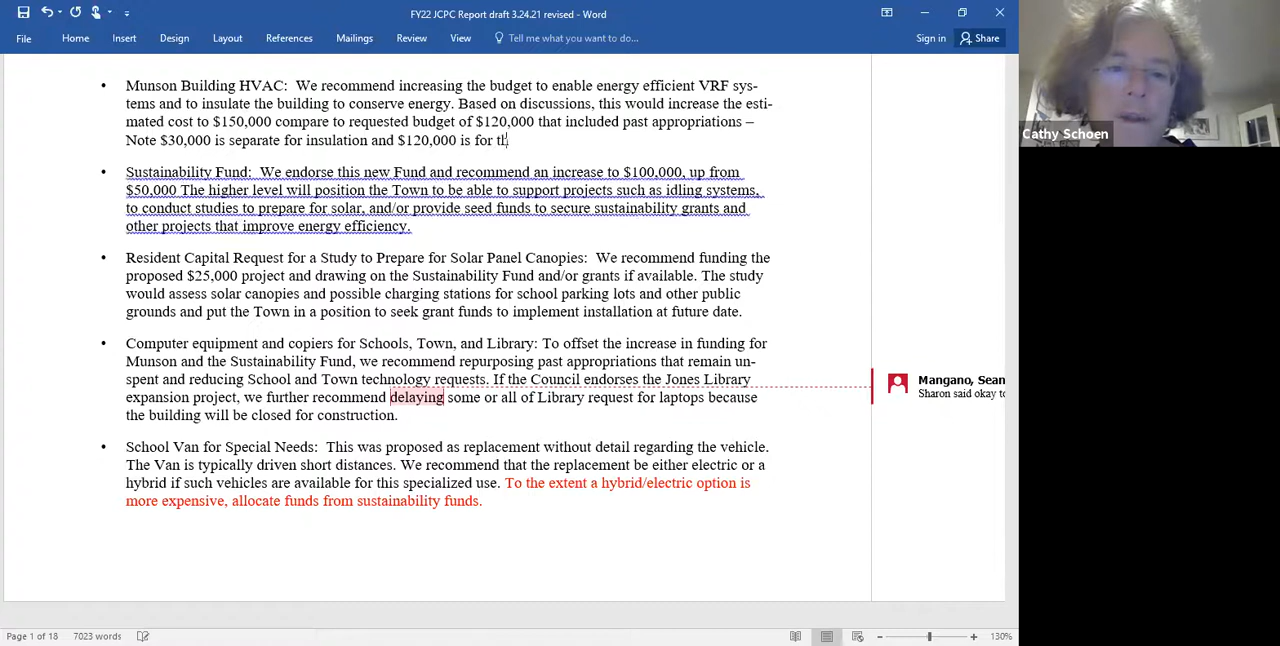 FY22 JCPC Report draft 3.24.21 revised - Word
File Home Insert Design Layout References Mailings Review View Tell me what you want to do... Sign in Share
• Munson Building HVAC: We recommend increasing the budget to enable energy efficient VRF sys-
tems and to insulate the building to conserve energy. Based on discussions, this would increase the esti-
mated cost to $150,000 compare to requested budget of $120,000 that included past appropriations –
Note $30,000 is separate for insulation and $120,000 is for th
• Sustainability Fund: We endorse this new Fund and recommend an increase to $100,000, up from
$50,000 The higher level will position the Town to be able to support projects such as idling systems,
to conduct studies to prepare for solar, and/or provide seed funds to secure sustainability grants and
other projects that improve energy efficiency.
• Resident Capital Request for a Study to Prepare for Solar Panel Canopies: We recommend funding the
proposed $25,000 project and drawing on the Sustainability Fund and/or grants if available. The study
would assess solar canopies and possible charging stations for school parking lots and other public
grounds and put the Town in a position to seek grant funds to implement installation at future date.
• Computer equipment and copiers for Schools, Town, and Library: To offset the increase in funding for
Munson and the Sustainability Fund, we recommend repurposing past appropriations that remain un-
spent and reducing School and Town technology requests. If the Council endorses the Jones Library
expansion project, we further recommend delaying some or all of Library request for laptops because
the building will be closed for construction.
• School Van for Special Needs: This was proposed as replacement without detail regarding the vehicle.
The Van is typically driven short distances. We recommend that the replacement be either electric or a
hybrid if such vehicles are available for this specialized use. To the extent a hybrid/electric option is
more expensive, allocate funds from sustainability funds.
Mangano, Sean
Sharon said okay to
Cathy Schoen
Page 1 of 18 7023 words 130%